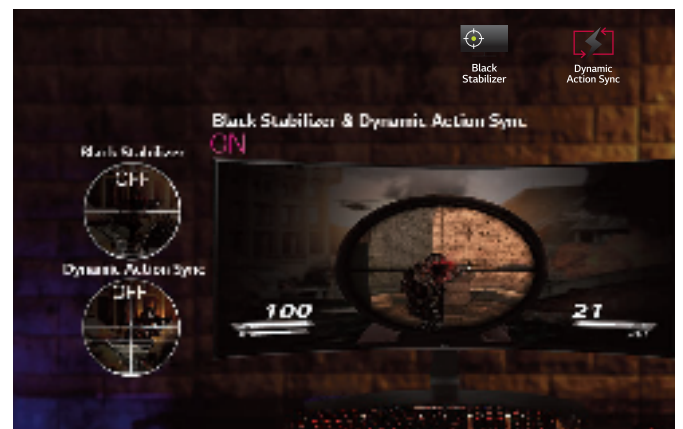 Black
Stabilizer
Dynamic
Action Sync
Black Stabilizer & Dynamic Action Sync
ON
Black Stabilizer
OFF
Dynamic Action Sync
OFF
100
21